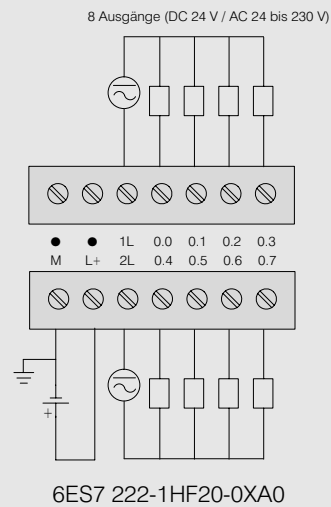 8 Ausgänge (DC 24 V / AC 24 bis 230 V)
● ● 1L 0.0 0.1 0.2 0.3
M L+ 2L 0.4 0.5 0.6 0.7
+
6ES7 222-1HF20-0XA0